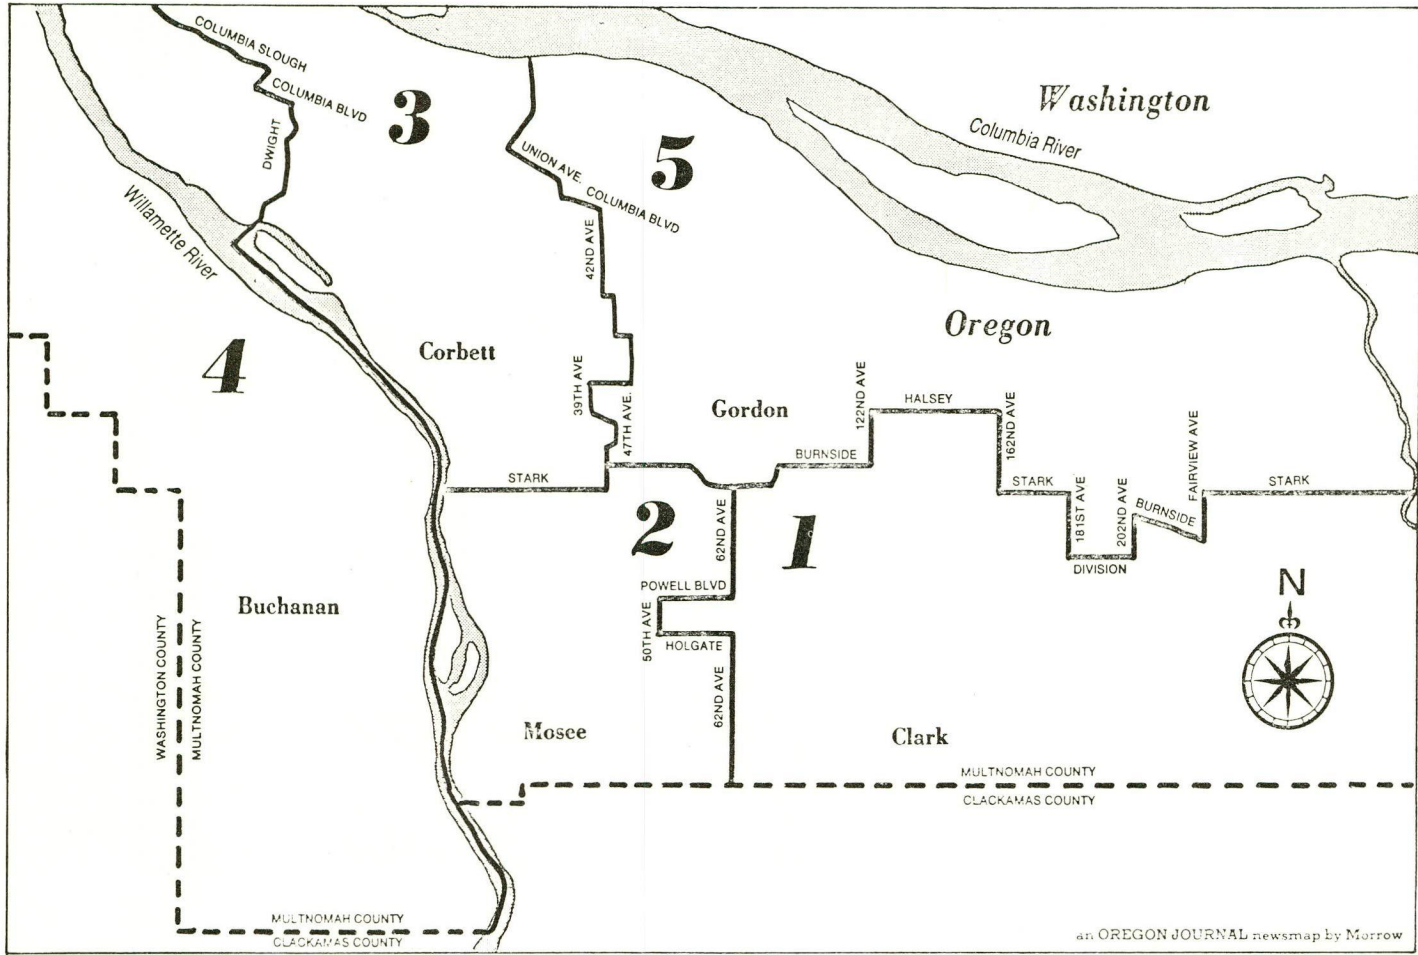 COLUMBIA SLOUGH
COLUMBIA BLVD
3
DWIGHT
Washington
Columbia River
5
UNION AVE.
COLUMBIA BLVD
Willamette River
42ND AVE
Oregon
4
Corbett
39TH AVE
47TH AVE.
Gordon
122ND AVE
HALSEY
162ND AVE
BURNSIDE
STARK
STARK
181ST AVE
202ND AVE
BURNSIDE
FAIRVIEW AVE
STARK
DIVISION
2
62ND AVE
1
POWELL BLVD
50TH AVE
HOLGATE
62ND AVE
N
Buchanan
WASHINGTON COUNTY
MULTNOMAH COUNTY
Mosee
Clark
MULTNOMAH COUNTY
CLACKAMAS COUNTY
MULTNOMAH COUNTY
CLACKAMAS COUNTY
an OREGON JOURNAL newsmap by Morrow